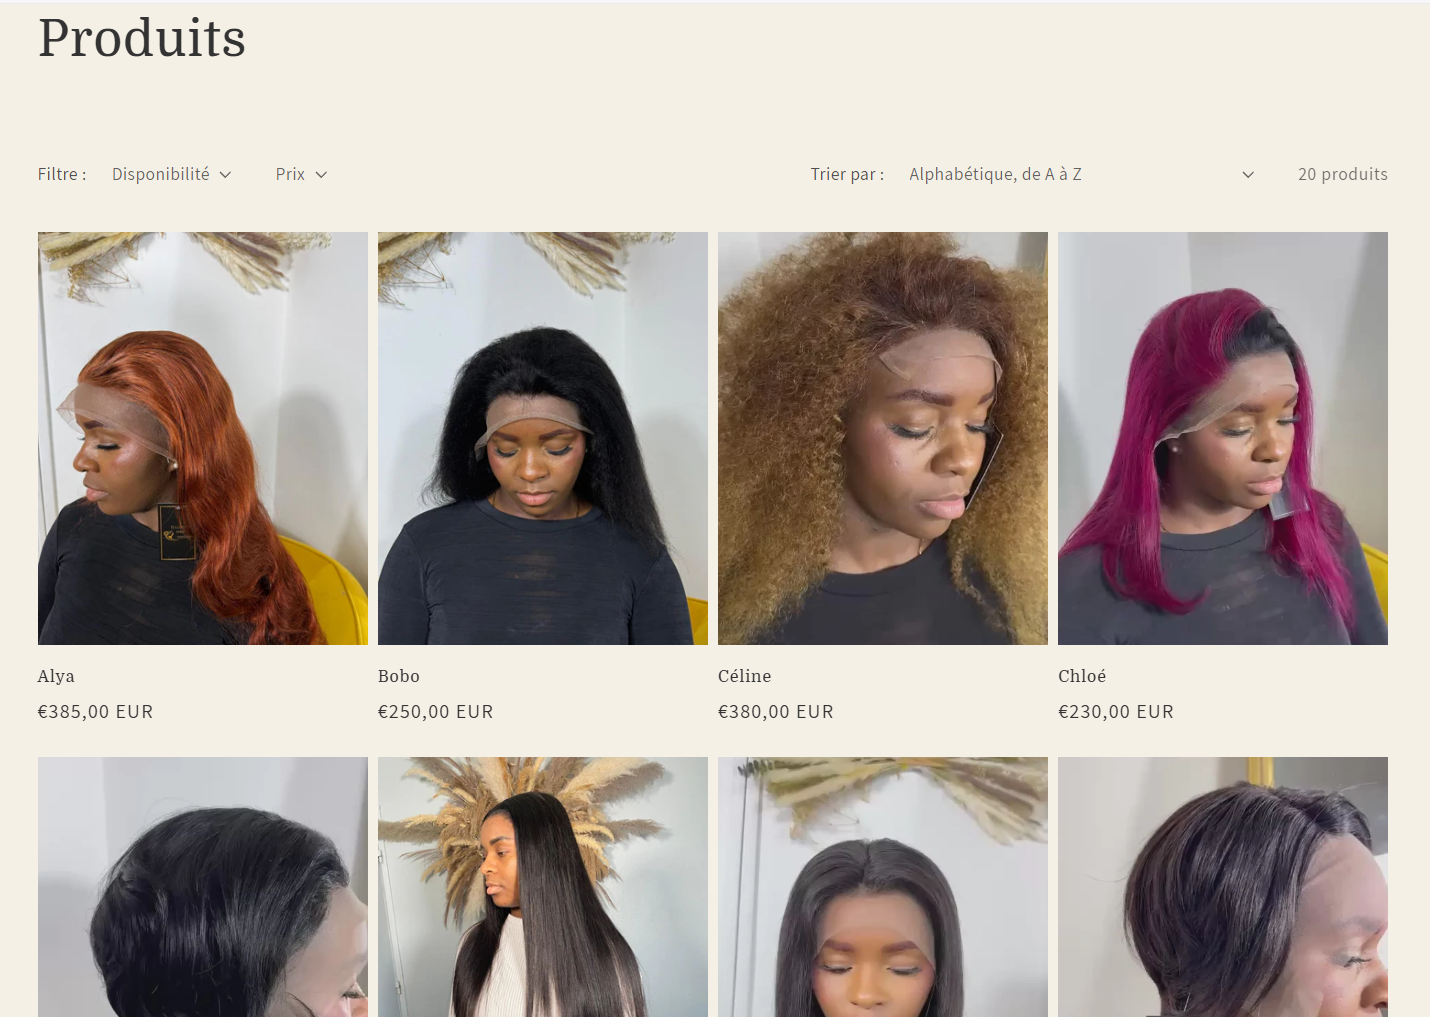 Produits
Filtre : Disponibilité Prix Trier par : Alphabétique, de A à Z 20 produits
Alya Bobo Céline Chloé
€385,00 EUR €250,00 EUR €380,00 EUR €230,00 EUR